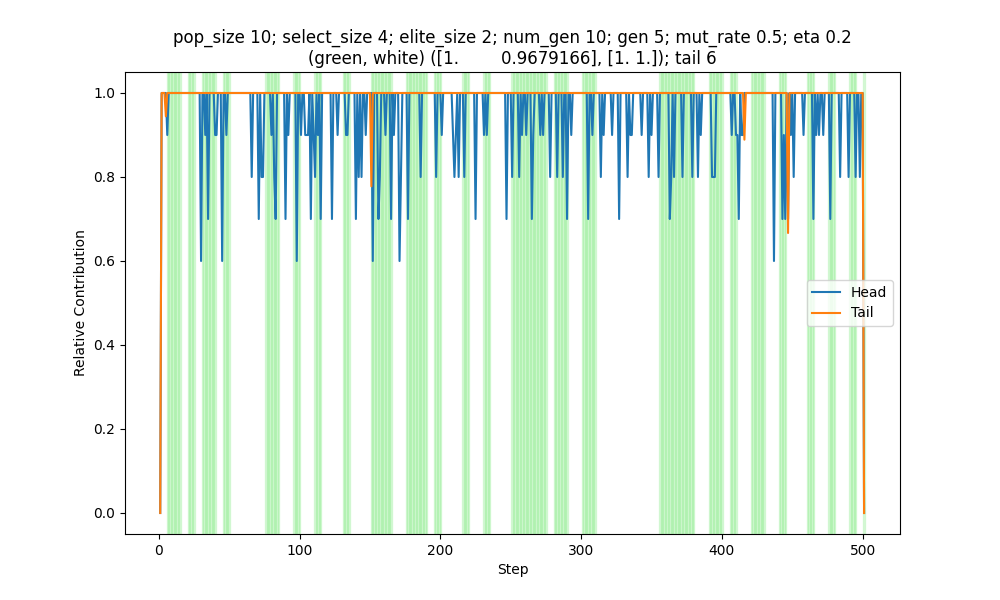 pop_size 10; select_size 4; elite_size 2; num_gen 10; gen 5; mut_rate 0.5; eta 0.2
(green, white) ([1. 0.9679166], [1. 1.]); tail 6
1.0
0.8
0.6
0.4
0.2
0.0
Relative Contribution
Head
Tail
0
100
200
300
400
500
Step